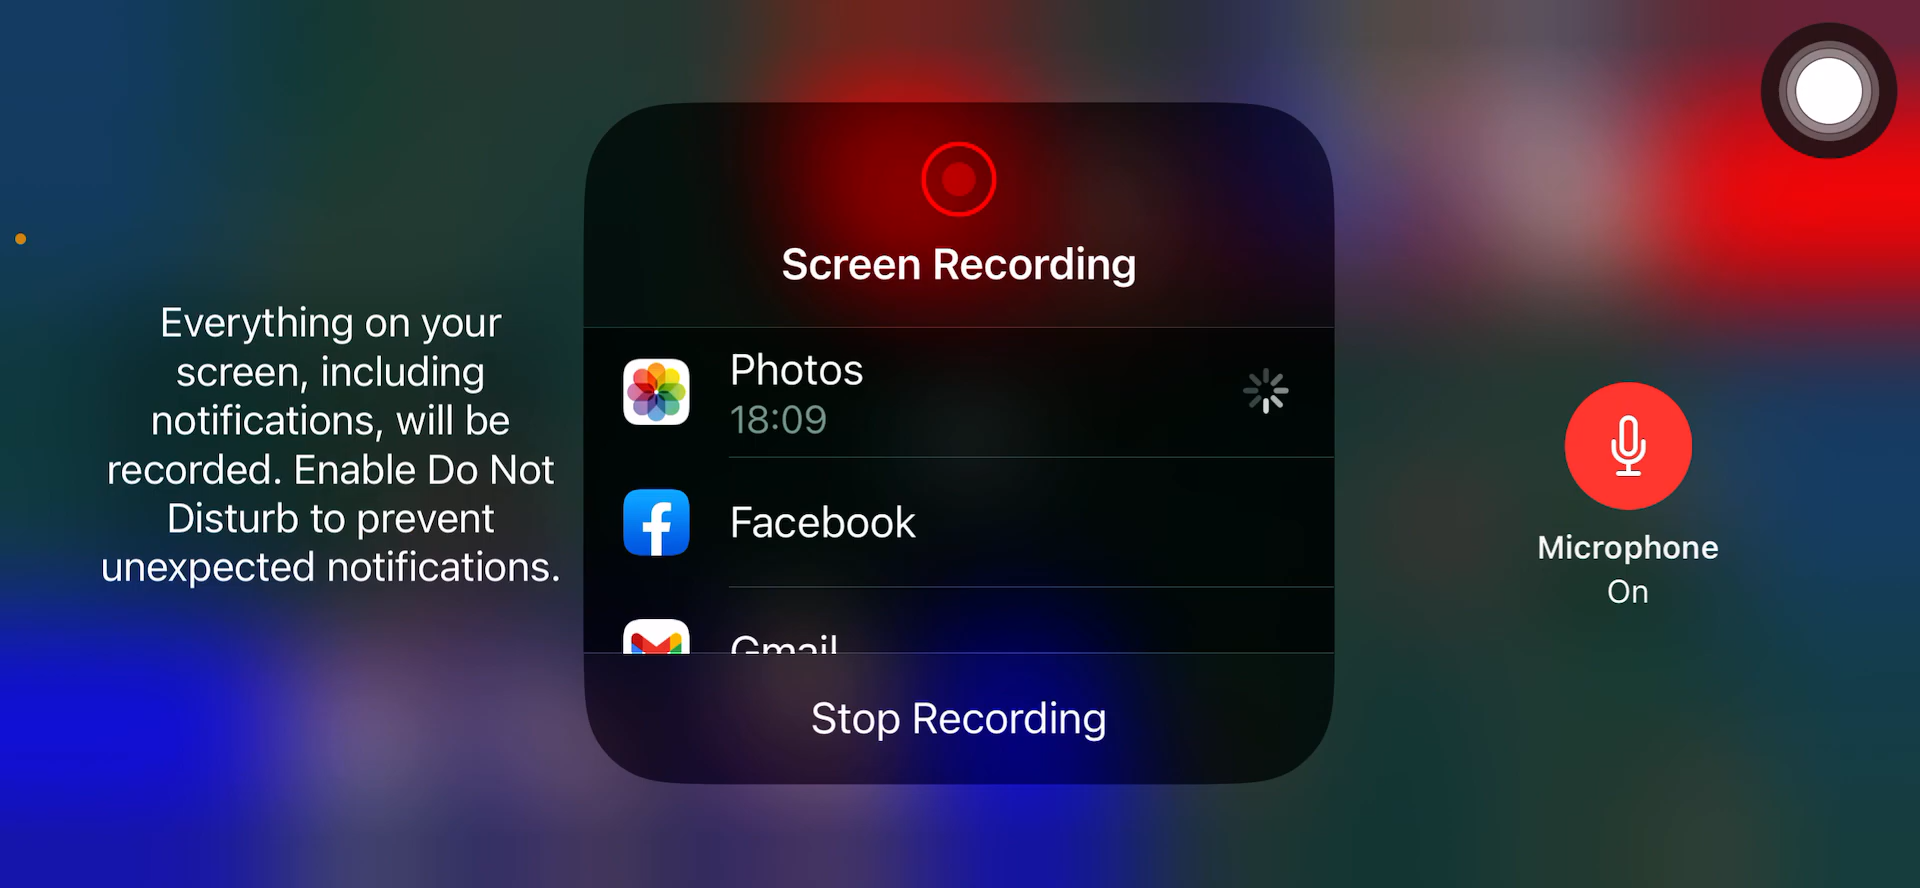 Everything on your
screen, including
notifications, will be
recorded. Enable Do Not
Disturb to prevent
unexpected notifications.
Screen Recording
Photos
18:09
Facebook
Gmail
Stop Recording
Microphone
On